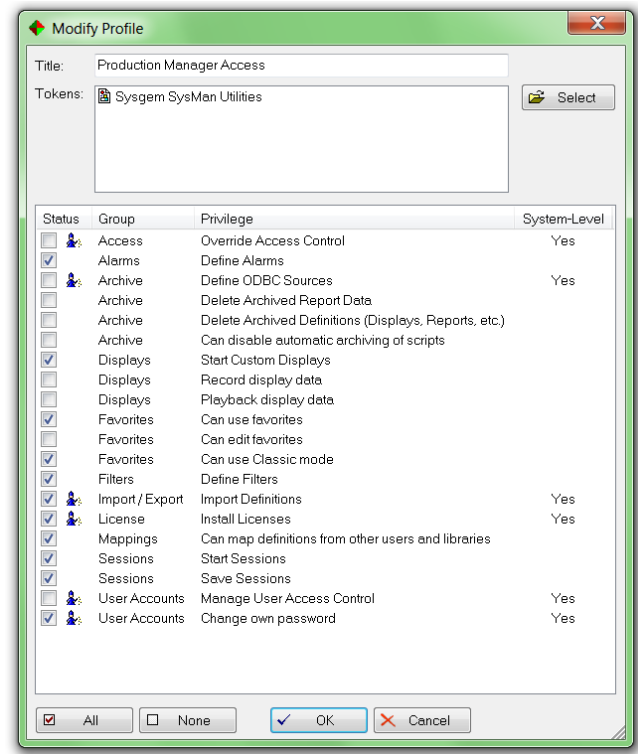 Modify Profile
Title: Production Manager Access
Tokens: Sysgem SysMan Utilities
Select
Status Group Privilege System-Level
Access Override Access Control Yes
Alarms Define Alarms
Archive Define ODBC Sources Yes
Archive Delete Archived Report Data
Archive Delete Archived Definitions (Displays, Reports, etc.)
Archive Can disable automatic archiving of scripts
Displays Start Custom Displays
Displays Record display data
Displays Playback display data
Favorites Can use favorites
Favorites Can edit favorites
Favorites Can use Classic mode
Filters Define Filters
Import / Export Import Definitions Yes
License Install Licenses Yes
Mappings Can map definitions from other users and libraries
Sessions Start Sessions
Sessions Save Sessions
User Accounts Manage User Access Control Yes
User Accounts Change own password Yes
All None OK Cancel